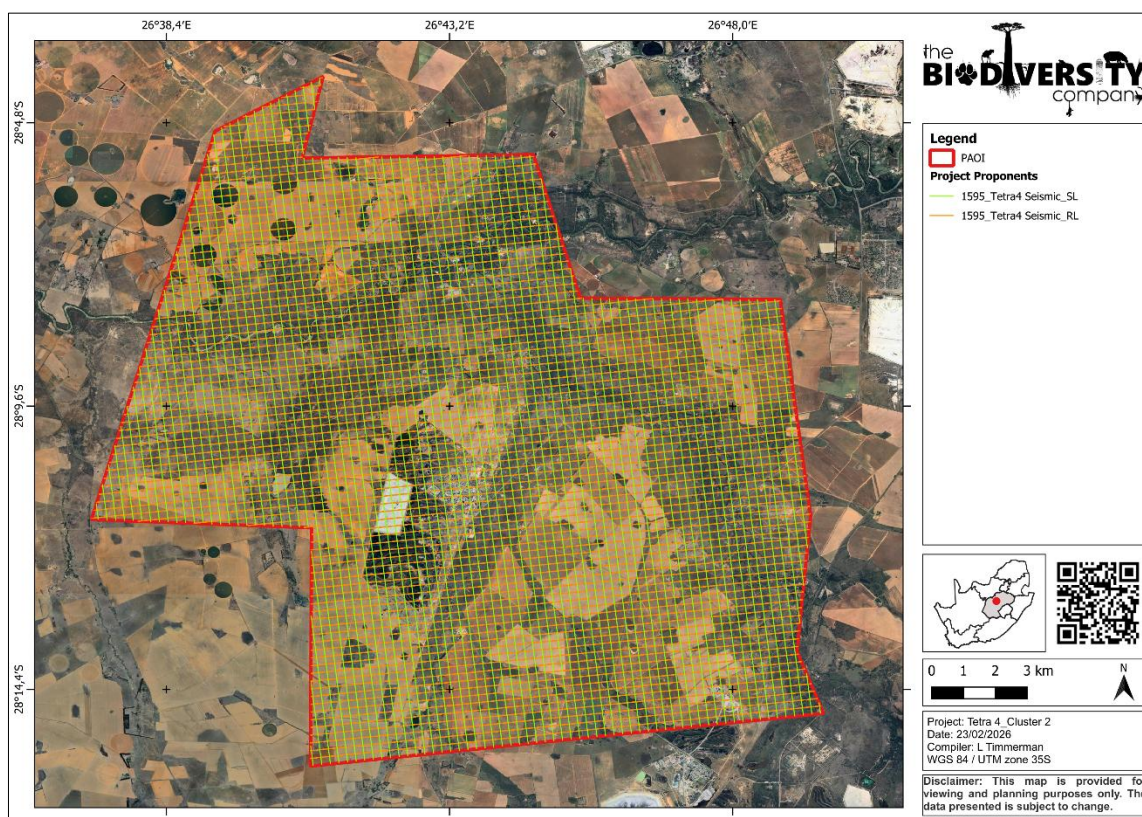 26°38,4'E
26°43,2'E
26°48,0'E
28°4,8'S
28°9,6'S
28°14,4'S
the
BIODIVERSITY
company
Legend
PAOI
Project Proponents
1595_Tetra4 Seismic_SL
1595_Tetra4 Seismic_RL
0 1 2 3 km
N
Project: Tetra 4_Cluster 2
Date: 23/02/2026
Compiler: L Timmerman
WGS 84 / UTM zone 35S
Disclaimer: This map is provided fo
viewing and planning purposes only. The
data presented is subject to change.